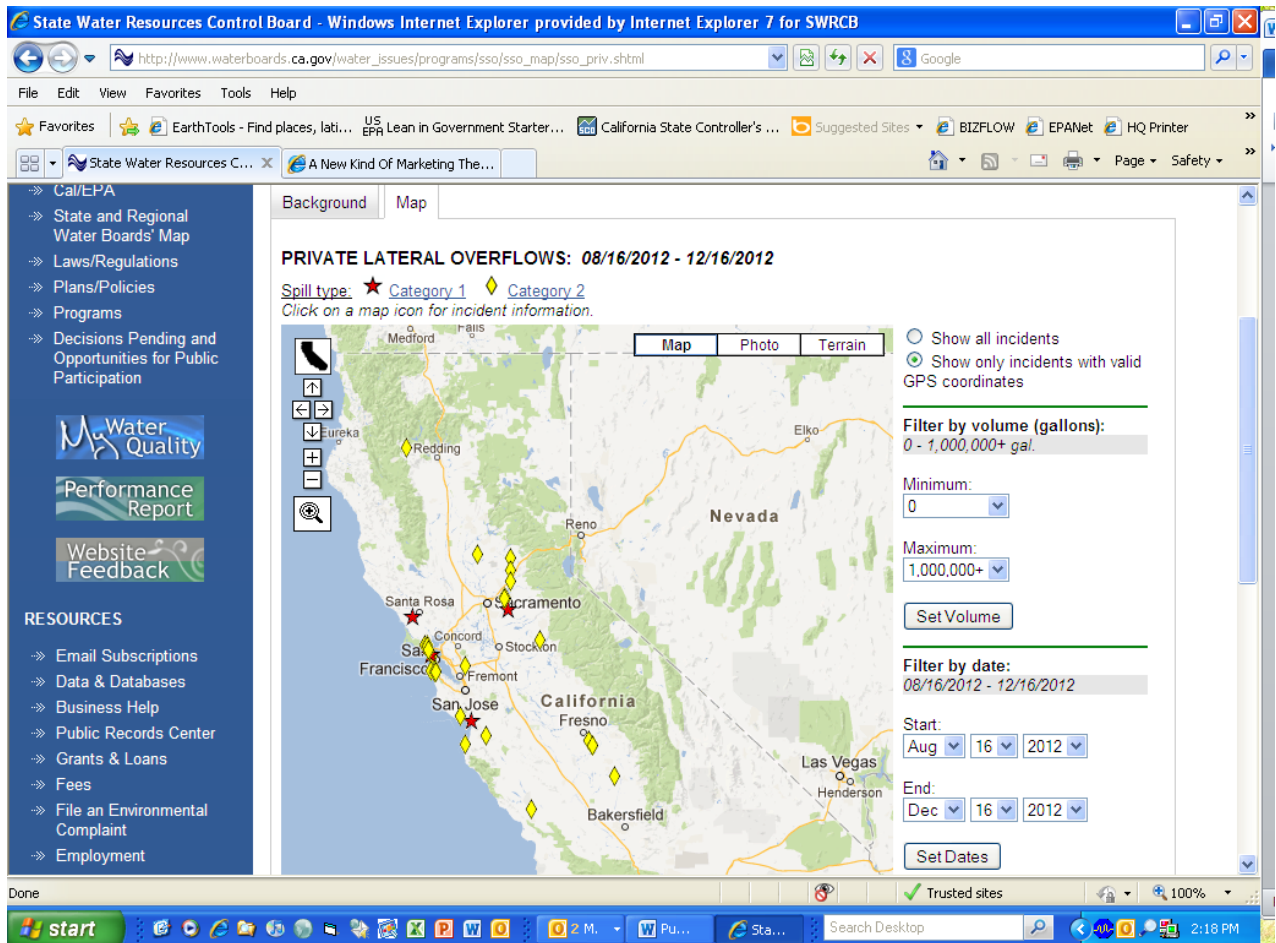 State Water Resources Control Board - Windows Internet Explorer provided by Internet Explorer 7 for SWRCB
http://www.waterboards.ca.gov/water_issues/programs/sso/sso_map/sso_priv.shtml
Google
File Edit View Favorites Tools Help
Favorites EarthTools - Find places, lati... US EPA Lean in Government Starter... SCO California State Controller's ... Suggested Sites BIZFLOW EPANet HQ Printer
State Water Resources C... A New Kind Of Marketing The... Page Safety
Cal/EPA
State and Regional
Water Boards' Map
Laws/Regulations
Plans/Policies
Programs
Decisions Pending and
Opportunities for Public
Participation
My Water
Quality
Performance
Report
Website
Feedback
RESOURCES
Email Subscriptions
Data & Databases
Business Help
Public Records Center
Grants & Loans
Fees
File an Environmental
Complaint
Employment
Background Map
PRIVATE LATERAL OVERFLOWS: 08/16/2012 - 12/16/2012
Spill type: Category 1 Category 2
Click on a map icon for incident information.
Map Photo Terrain
Falls
Medford
Eureka
Redding
Elko
Reno
Nevada
Santa Rosa
Sacramento
Concord
Stockton
San
Francisco
Fremont
San Jose
California
Fresno
Las Vegas
Henderson
Bakersfield
Show all incidents
Show only incidents with valid
GPS coordinates
Filter by volume (gallons):
0 - 1,000,000+ gal.
Minimum:
0
Maximum:
1,000,000+
Set Volume
Filter by date:
08/16/2012 - 12/16/2012
Start:
Aug 16 2012
End:
Dec 16 2012
Set Dates
Done Trusted sites 100%
start 2 M. Pu... Sta... Search Desktop 2:18 PM